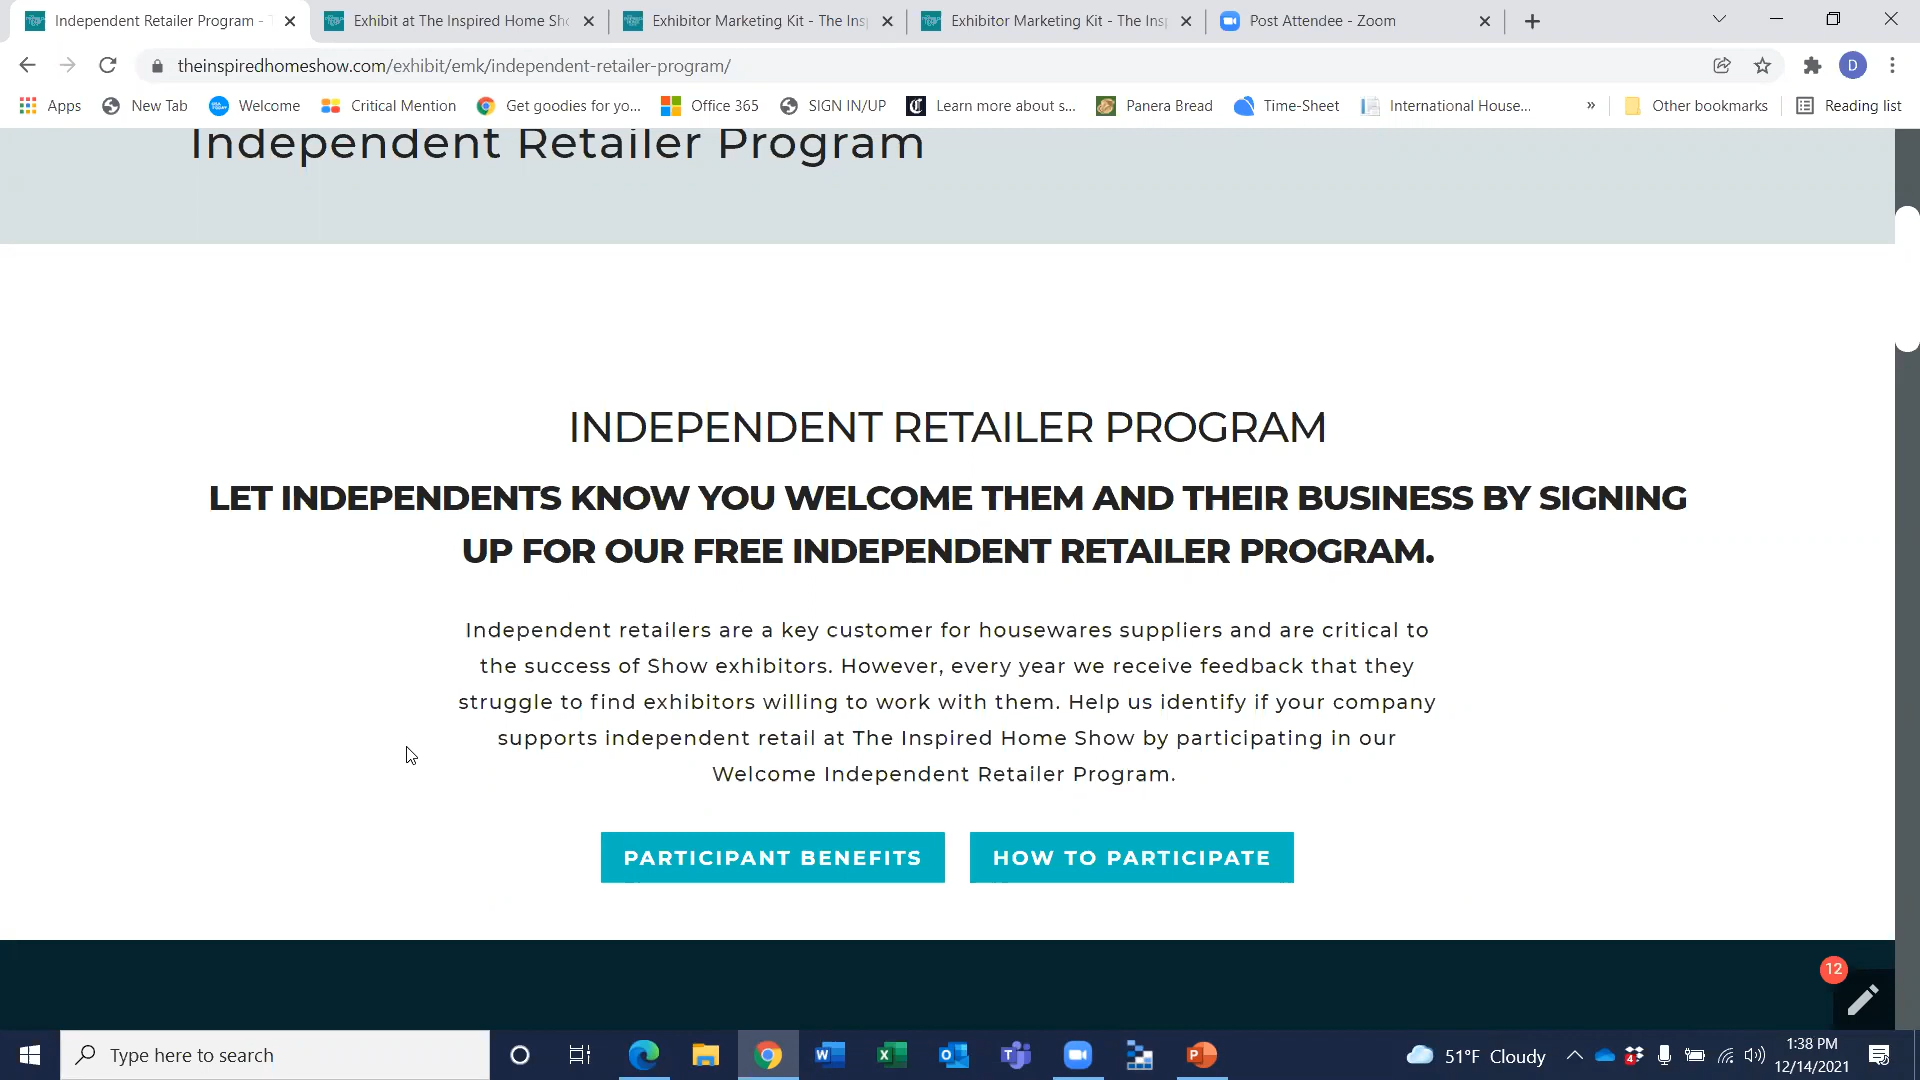 Independent Retailer Program -
Exhibit at The Inspired Home Sho
Exhibitor Marketing Kit - The Insp
Exhibitor Marketing Kit - The Insp
Post Attendee - Zoom
theinspiredhomeshow.com/exhibit/emk/independent-retailer-program/
D
Apps
New Tab
Welcome
Critical Mention
Get goodies for yo...
Office 365
SIGN IN/UP
Learn more about s...
Panera Bread
Time-Sheet
International House...
»
Other bookmarks
Reading list
Independent Retailer Program
INDEPENDENT RETAILER PROGRAM
LET INDEPENDENTS KNOW YOU WELCOME THEM AND THEIR BUSINESS BY SIGNING
UP FOR OUR FREE INDEPENDENT RETAILER PROGRAM.
Independent retailers are a key customer for housewares suppliers and are critical to
the success of Show exhibitors. However, every year we receive feedback that they
struggle to find exhibitors willing to work with them. Help us identify if your company
supports independent retail at The Inspired Home Show by participating in our
Welcome Independent Retailer Program.
PARTICIPANT BENEFITS
HOW TO PARTICIPATE
12
Type here to search
51°F Cloudy
4
1:38 PM
12/14/2021